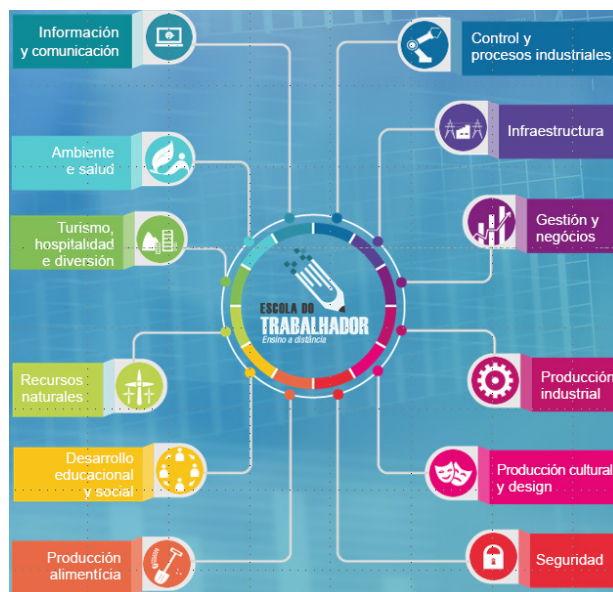 Información
y comunicación
Control y
procesos industriales
Ambiente
e salud
Infraestructura
Turismo,
hospitalidad
e diversión
Gestión y
negócios
ESCOLA DO
TRABALHADOR
Ensino a distância
Recursos
naturales
Producción
industrial
Desarrollo
educacional
y social
Producción cultural
y design
Producción
alimentícia
Seguridad